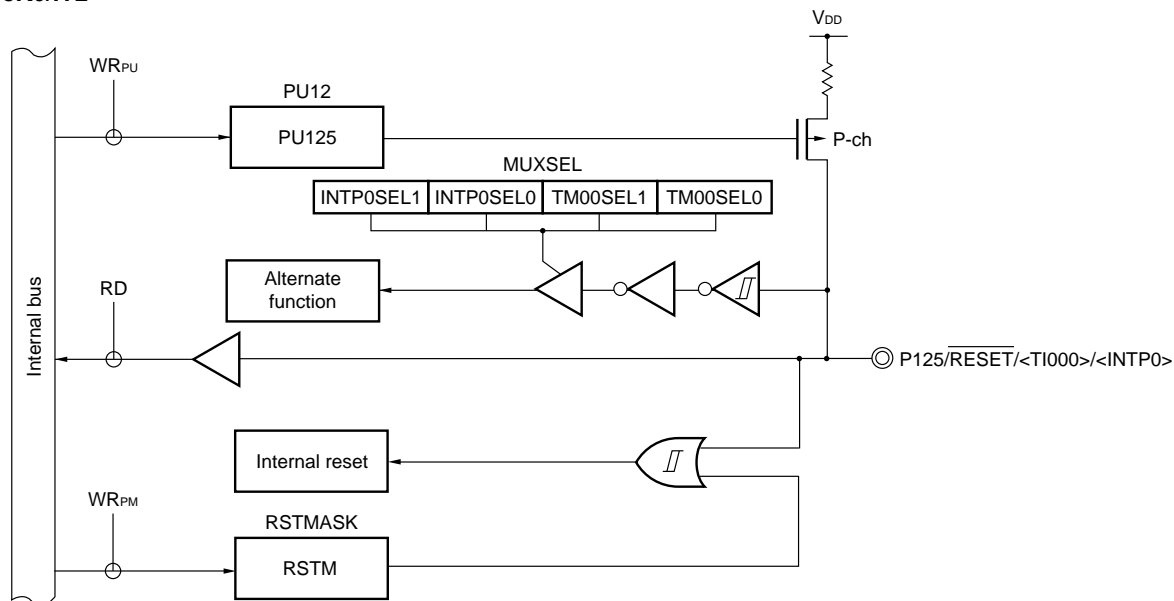 VDD
WRPU
PU12
PU125
P-ch
MUXSEL
INTP0SEL1 INTP0SEL0 TM00SEL1 TM00SEL0
Alternate
function
RD
Internal bus
P125/RESET/<TI000>/<INTP0>
Internal reset
WRPM
RSTMASK
RSTM